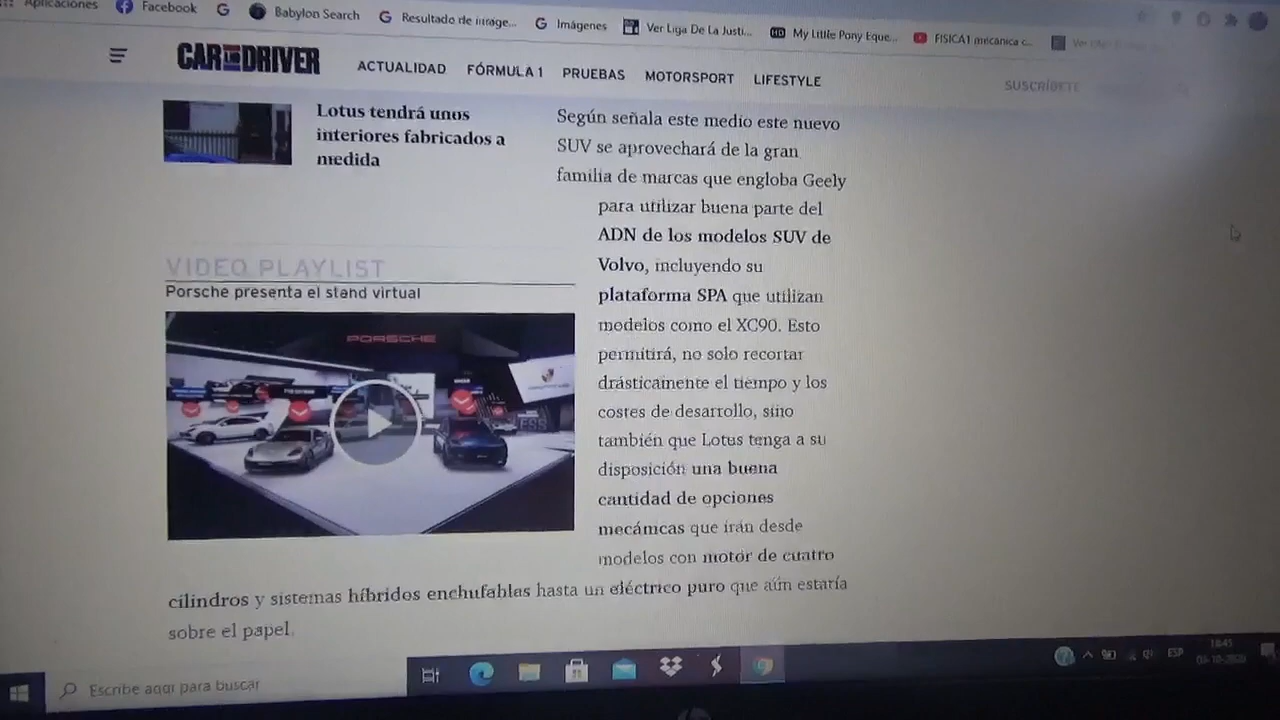 Aplicaciones
Facebook
Babylon Search
Resultado de image...
Imágenes
Ver Liga De La Justi...
My Little Pony Eque...
FISICA1 mecánica c...
CAR AND DRIVER
ACTUALIDAD
FÓRMULA 1
PRUEBAS
MOTORSPORT
LIFESTYLE
SUSCRÍBETE
Lotus tendrá unos
interiores fabricados a
medida
VIDEO PLAYLIST
Porsche presenta el stand virtual
PORSCHE
Según señala este medio este nuevo
SUV se aprovechará de la gran
familia de marcas que engloba Geely
para utilizar buena parte del
ADN de los modelos SUV de
Volvo, incluyendo su
plataforma SPA que utilizan
modelos como el XC90. Esto
permitirá, no solo recortar
drásticamente el tiempo y los
costes de desarrollo, sino
también que Lotus tenga a su
disposición una buena
cantidad de opciones
mecánicas que irán desde
modelos con motor de cuatro
cilindros y sistemas híbridos enchufables hasta un eléctrico puro que aún estaría
sobre el papel.
Escribe aquí para buscar
ESP
18:45